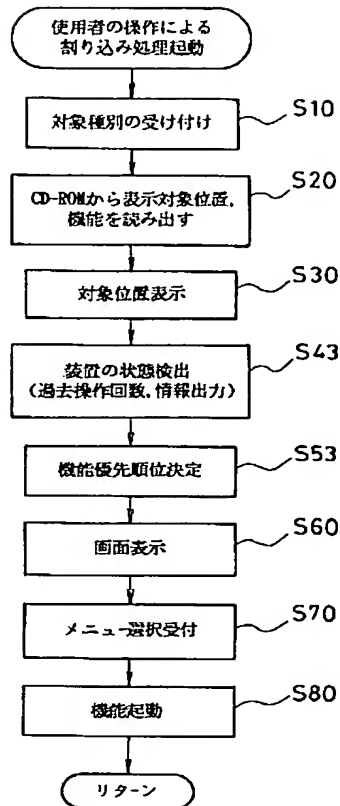 使用者の操作による
割り込み処理起動
対象種別の受け付け
S10
CD-ROMから表示対象位置,
機能を読み出す
S20
対象位置表示
S30
装置の状態検出
(過去操作回数,情報出力)
S43
機能優先順位決定
S53
画面表示
S60
メニュー選択受付
S70
機能起動
S80
リターン